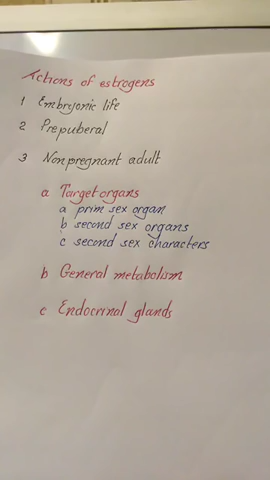 Actions of estrogens
1 Embryonic life
2 Prepuberal
3 Nonpregnant adult
a Target organs
a prim sex organ
b second sex organs
c second sex characters
b General metabolism
c Endocrinal glands